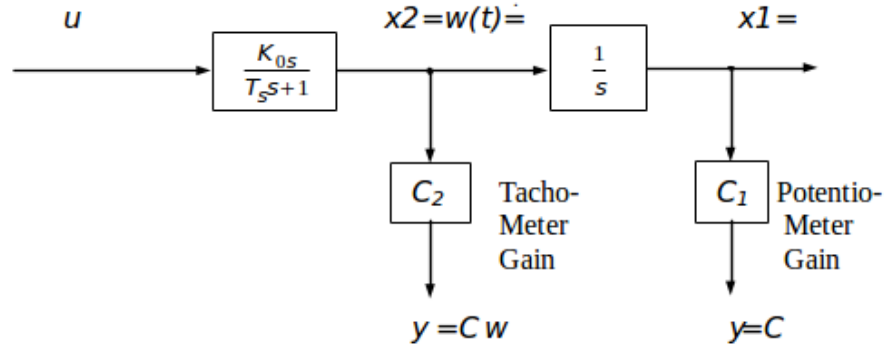 u
x2=w(t)=
x1=
K0s
Tss+1
1
s
C2
Tacho-
Meter
Gain
C1
Potentio-
Meter
Gain
y =C w
y=C